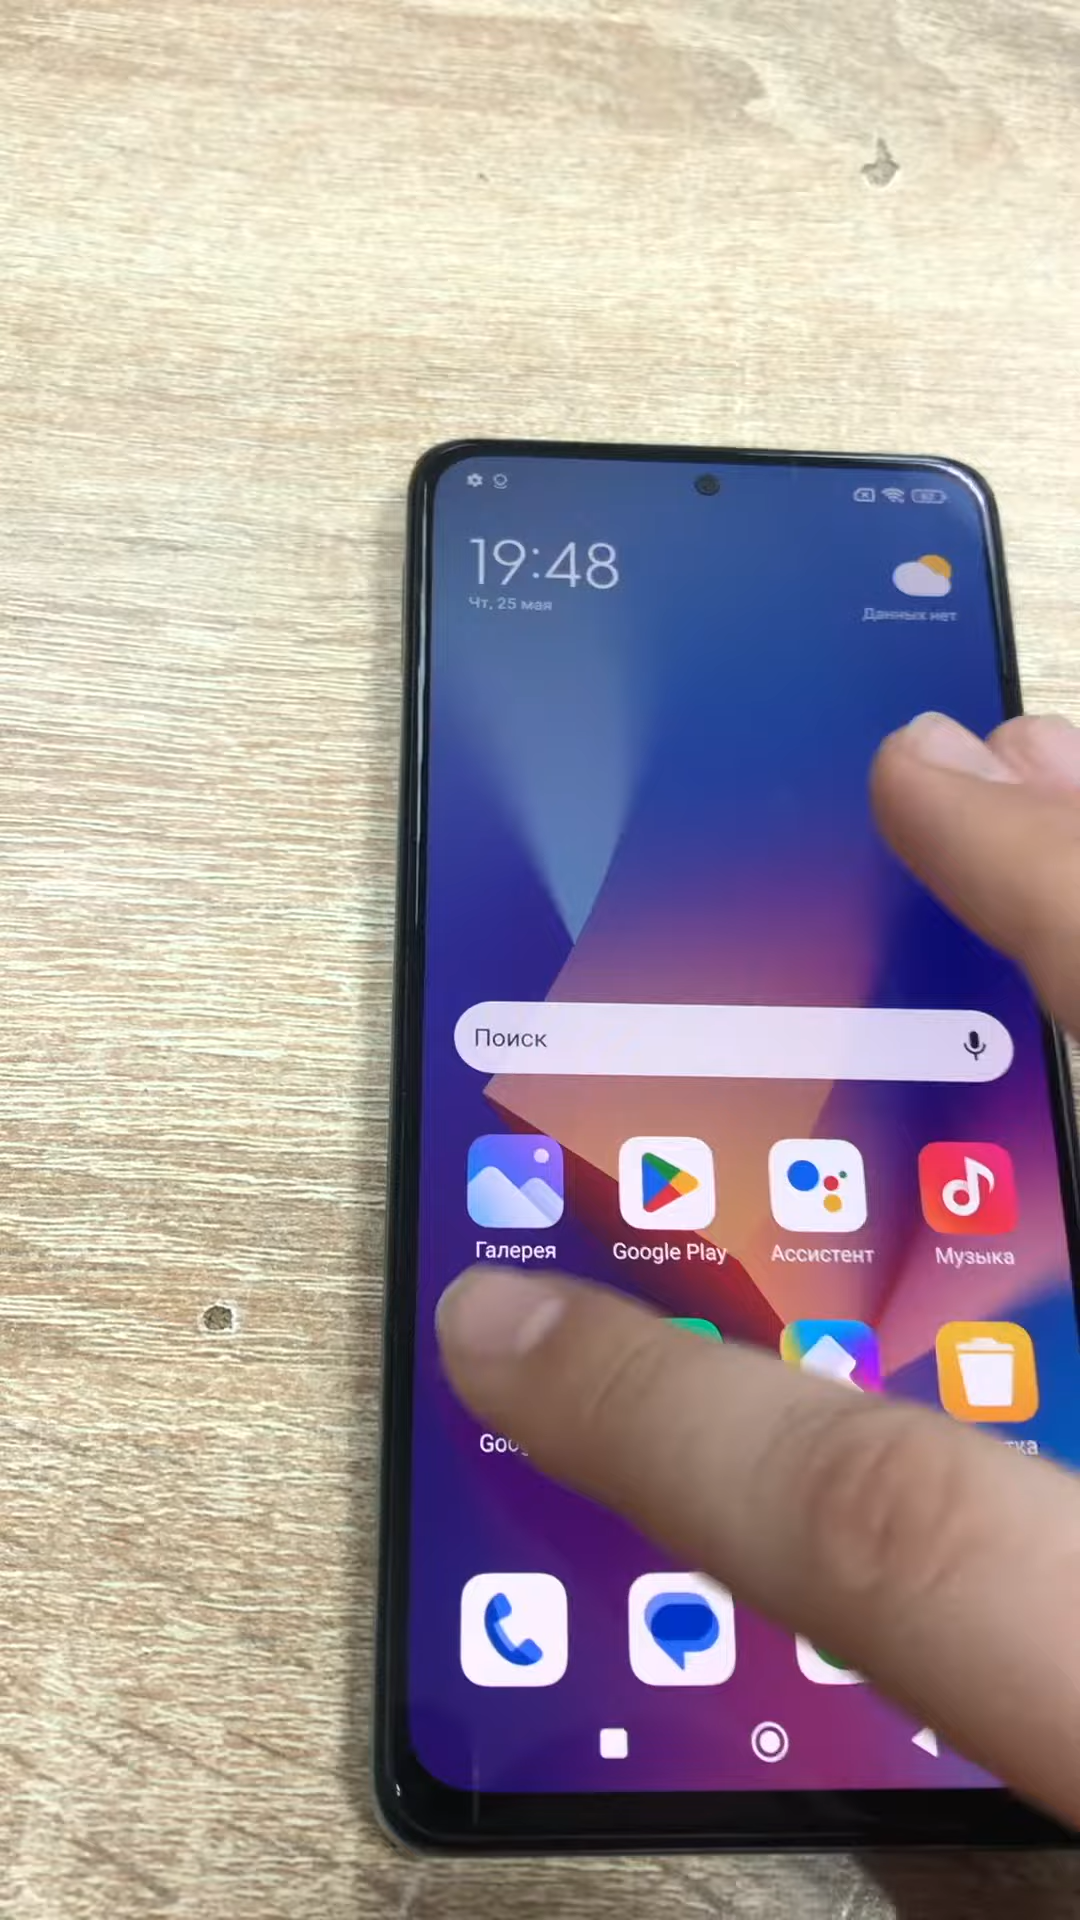 19:48
Чт, 25 мая
Данных нет
Поиск
Галерея
Google Play
Ассистент
Музыка